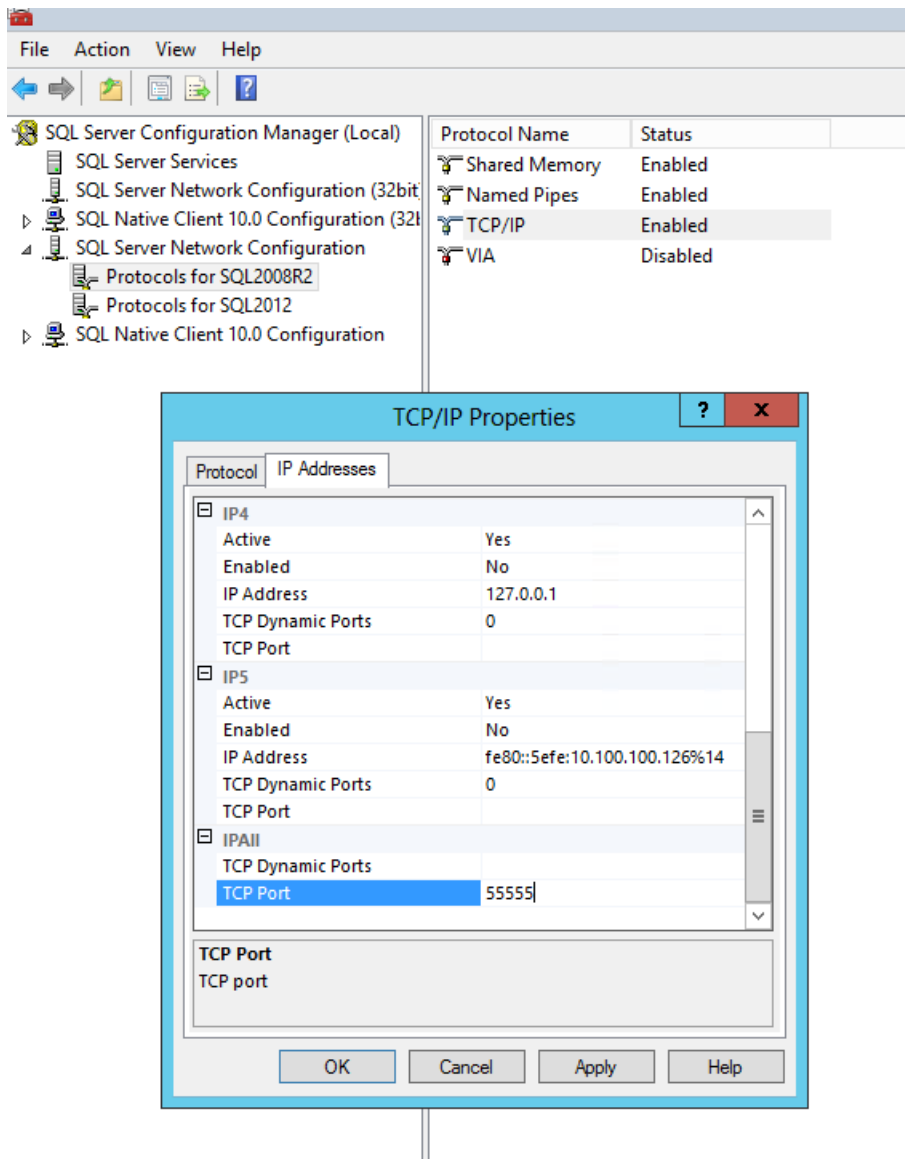 File Action View Help
?
SQL Server Configuration Manager (Local)
SQL Server Services
SQL Server Network Configuration (32bit
SQL Native Client 10.0 Configuration (32b
SQL Server Network Configuration
Protocols for SQL2008R2
Protocols for SQL2012
SQL Native Client 10.0 Configuration
Protocol Name Status
Shared Memory Enabled
Named Pipes Enabled
TCP/IP Enabled
VIA Disabled
TCP/IP Properties ? x
Protocol IP Addresses
IP4
Active Yes
Enabled No
IP Address 127.0.0.1
TCP Dynamic Ports 0
TCP Port
IP5
Active Yes
Enabled No
IP Address fe80::5efe:10.100.100.126%14
TCP Dynamic Ports 0
TCP Port
IPAll
TCP Dynamic Ports
TCP Port 55555
TCP Port
TCP port
OK Cancel Apply Help